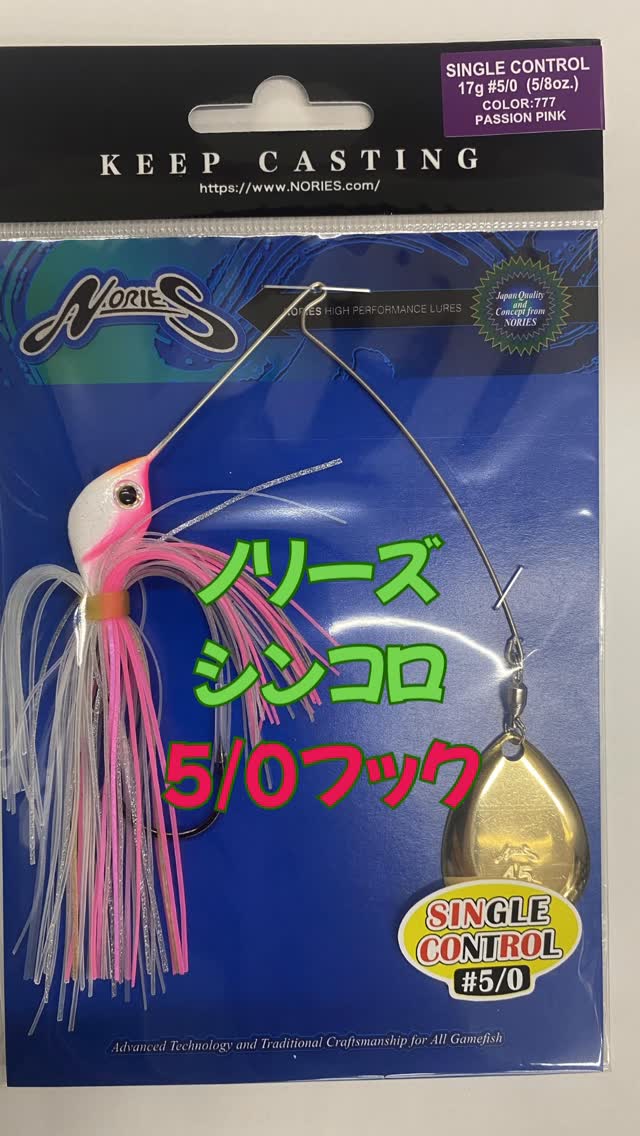 SINGLE CONTROL
17g #5/0 (5/8oz.)
COLOR:777
PASSION PINK
KEEP CASTING
https://www.NORIES.com/
NORIES
NORIES HIGH PERFORMANCE LURES
Japan Quality
and
Concept from
NORIES
ノリーズ
シンコロ
5/0フック
4.5
SINGLE
CONTROL
#5/0
Advanced Technology and Traditional Craftsmanship for All Gamefish